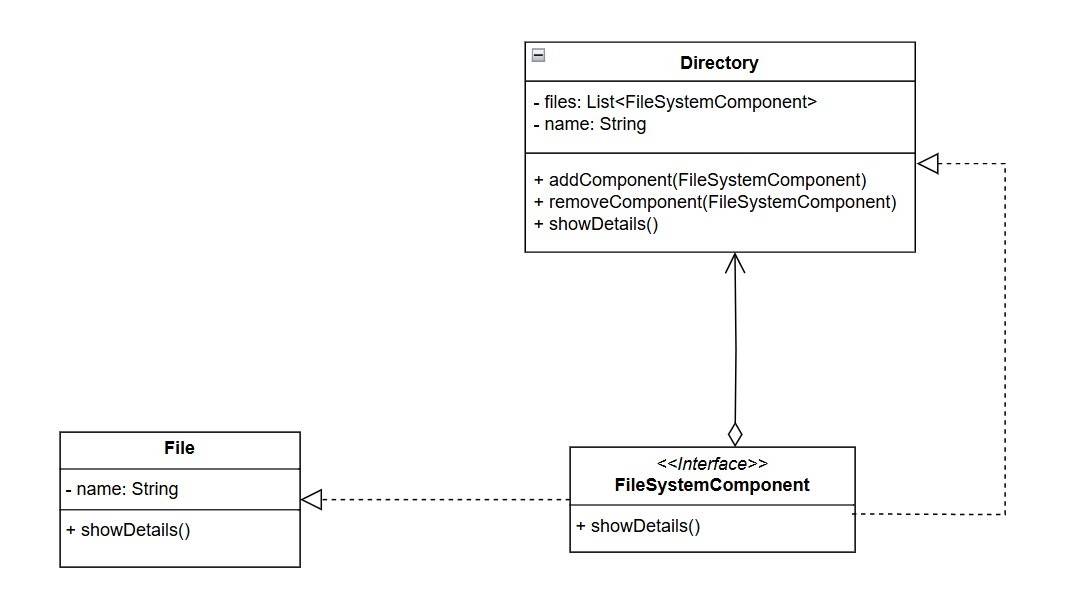 Directory
- files: List<FileSystemComponent>
- name: String
+ addComponent(FileSystemComponent)
+ removeComponent(FileSystemComponent)
+ showDetails()
File
- name: String
+ showDetails()
<<Interface>>
FileSystemComponent
+ showDetails()